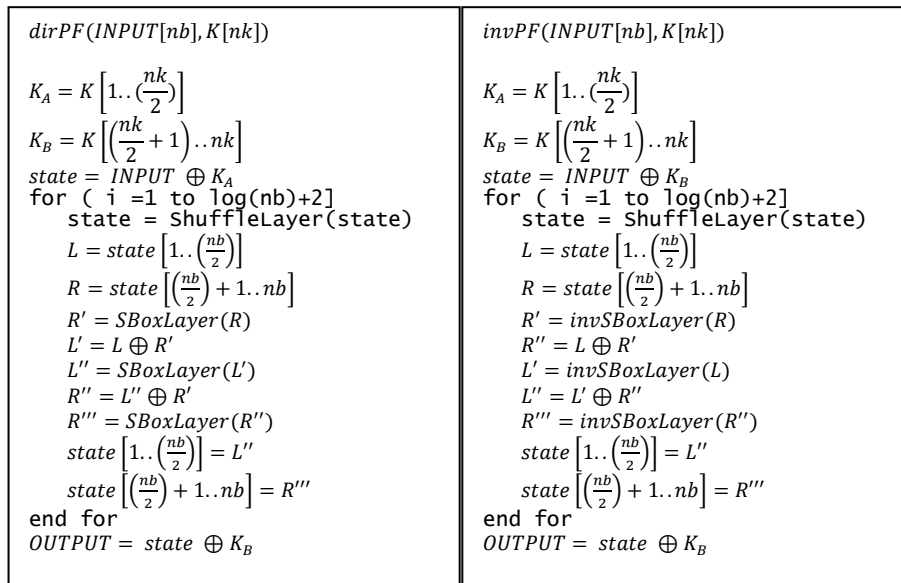 dirPF(INPUT[nb], K[nk])
K_A = K[1..(nk/2)]
K_B = K[(nk/2 + 1)..nk]
state = INPUT ⊕ K_A
for ( i =1 to log(nb)+2]
state = ShuffleLayer(state)
L = state[1..(nb/2)]
R = state[(nb/2) + 1..nb]
R′ = SBoxLayer(R)
L′ = L ⊕ R′
L′′ = SBoxLayer(L′)
R′′ = L′′ ⊕ R′
R′′′ = SBoxLayer(R′′)
state[1..(nb/2)] = L′′
state[(nb/2) + 1..nb] = R′′′
end for
OUTPUT = state ⊕ K_B
invPF(INPUT[nb], K[nk])
K_A = K[1..(nk/2)]
K_B = K[(nk/2 + 1)..nk]
state = INPUT ⊕ K_B
for ( i =1 to log(nb)+2]
state = ShuffleLayer(state)
L = state[1..(nb/2)]
R = state[(nb/2) + 1..nb]
R′ = invSBoxLayer(R)
R′′ = L ⊕ R′
L′ = invSBoxLayer(L)
L′′ = L′ ⊕ R′′
R′′′ = invSBoxLayer(R′′)
state[1..(nb/2)] = L′′
state[(nb/2) + 1..nb] = R′′′
end for
OUTPUT = state ⊕ K_B